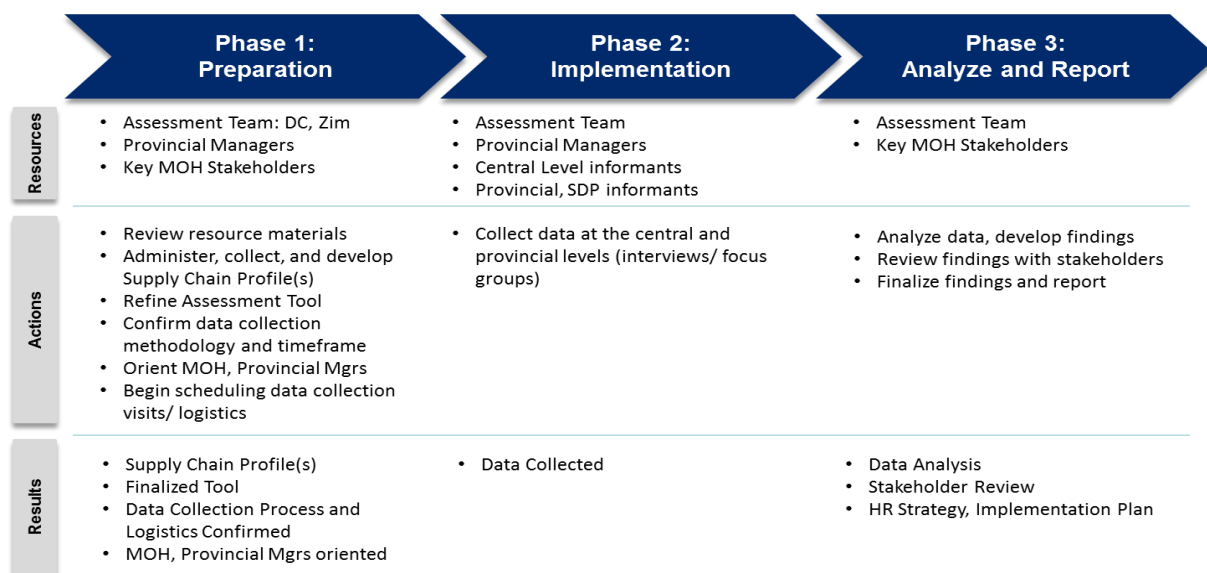 Phase 1:
Preparation
Phase 2:
Implementation
Phase 3:
Analyze and Report
Resources
• Assessment Team: DC, Zim
• Provincial Managers
• Key MOH Stakeholders
• Assessment Team
• Provincial Managers
• Central Level informants
• Provincial, SDP informants
• Assessment Team
• Key MOH Stakeholders
Actions
• Review resource materials
• Administer, collect, and develop
Supply Chain Profile(s)
• Refine Assessment Tool
• Confirm data collection
methodology and timeframe
• Orient MOH, Provincial Mgrs
• Begin scheduling data collection
visits/ logistics
• Collect data at the central and
provincial levels (interviews/ focus
groups)
• Analyze data, develop findings
• Review findings with stakeholders
• Finalize findings and report
Results
• Supply Chain Profile(s)
• Finalized Tool
• Data Collection Process and
Logistics Confirmed
• MOH, Provincial Mgrs oriented
• Data Collected
• Data Analysis
• Stakeholder Review
• HR Strategy, Implementation Plan